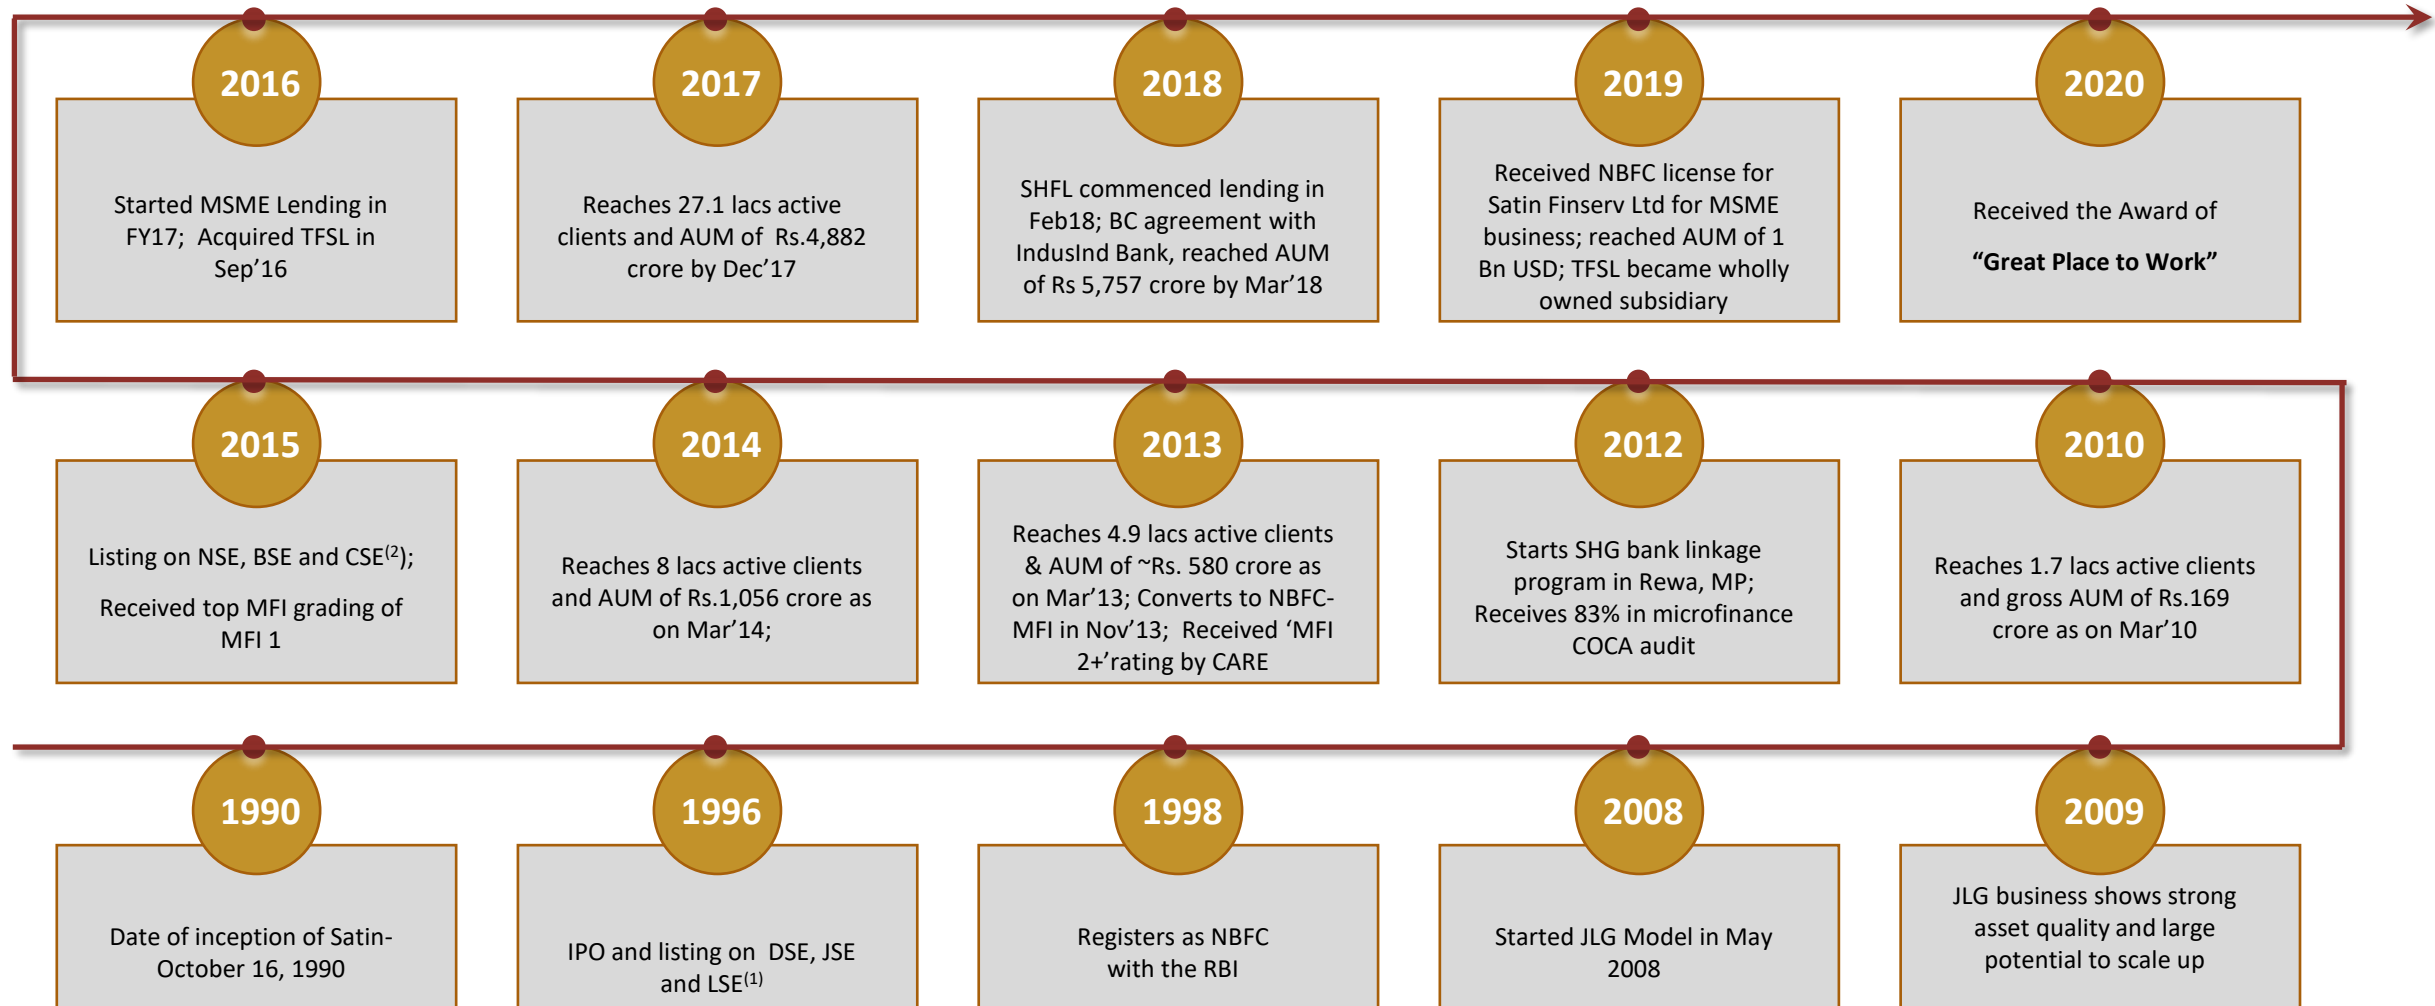 2016
Started MSME Lending in
FY17; Acquired TFSL in
Sep’16
2017
Reaches 27.1 lacs active
clients and AUM of Rs.4,882
crore by Dec’17
2018
SHFL commenced lending in
Feb18; BC agreement with
IndusInd Bank, reached AUM
of Rs 5,757 crore by Mar’18
2019
Received NBFC license for
Satin Finserv Ltd for MSME
business; reached AUM of 1
Bn USD; TFSL became wholly
owned subsidiary
2020
Received the Award of
“Great Place to Work”
2015
Listing on NSE, BSE and CSE(2);
Received top MFI grading of
MFI 1
2014
Reaches 8 lacs active clients
and AUM of Rs.1,056 crore as
on Mar’14;
2013
Reaches 4.9 lacs active clients
& AUM of ~Rs. 580 crore as
on Mar’13; Converts to NBFC-
MFI in Nov’13; Received ‘MFI
2+’rating by CARE
2012
Starts SHG bank linkage
program in Rewa, MP;
Receives 83% in microfinance
COCA audit
2010
Reaches 1.7 lacs active clients
and gross AUM of Rs.169
crore as on Mar’10
1990
Date of inception of Satin-
October 16, 1990
1996
IPO and listing on DSE, JSE
and LSE(1)
1998
Registers as NBFC
with the RBI
2008
Started JLG Model in May
2008
2009
JLG business shows strong
asset quality and large
potential to scale up